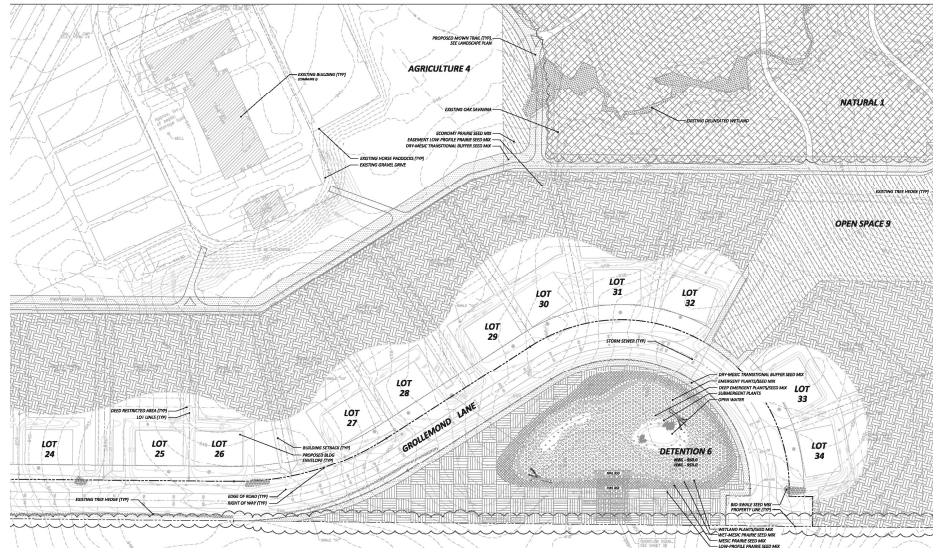 PROPOSED MOWN TRAIL (TYP)
SEE LANDSCAPE PLAN
AGRICULTURE 4
NATURAL 1
EXISTING BUILDING (TYP)
EXISTING OAK SAVANNA
EXISTING DELINEATED WETLAND
ECONOMY PRAIRIE SEED MIX
EASEMENT LOW-PROFILE PRAIRIE SEED MIX
DRY-MESIC TRANSITIONAL BUFFER SEED MIX
EXISTING HORSE PADDOCKS (TYP)
EXISTING GRAVEL DRIVE
EXISTING TREE HEDGE (TYP)
OPEN SPACE 9
LOT
31
LOT
30
LOT
32
LOT
29
STORM SEWER (TYP)
LOT
28
DRY-MESIC TRANSITIONAL BUFFER SEED MIX
EMERGENT PLANTS/SEED MIX
DEEP EMERGENT PLANTS/SEED MIX
SUBMERGENT PLANTS
OPEN WATER
LOT
33
DEED RESTRICTED AREA (TYP)
LOT LINES (TYP)
LOT
27
GROLLEMOND LANE
LOT
24
LOT
25
LOT
26
BUILDING SETBACK (TYP)
PROPOSED BLDG
ENVELOPE (TYP)
LOT
34
DETENTION 6
EDGE OF ROAD (TYP)
RIGHT OF WAY (TYP)
EXISTING TREE HEDGE (TYP)
BIO SWALE SEED MIX
PROPERTY LINE (TYP)
WETLAND PLANTS/SEED MIX
WET-MESIC PRAIRIE SEED MIX
MESIC PRAIRIE SEED MIX
LOW-PROFILE PRAIRIE SEED MIX